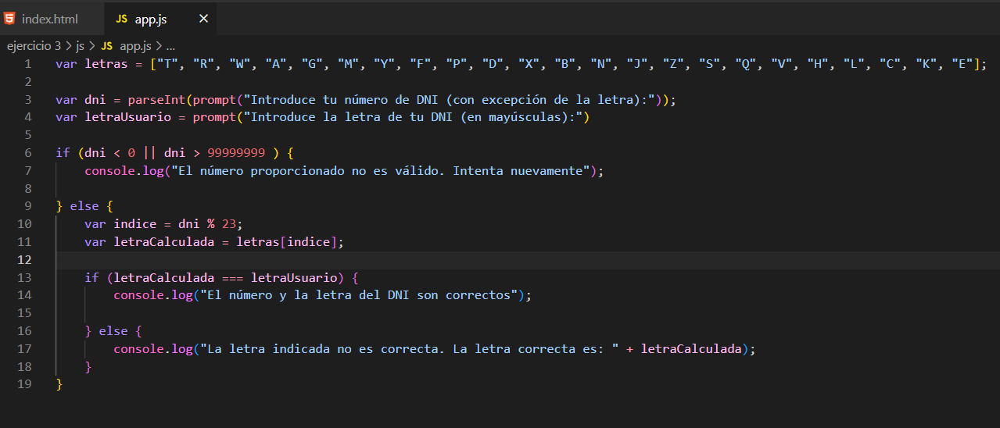 index.html JS app.js ×
ejercicio 3 > js > JS app.js > ...
1 var letras = ["T", "R", "W", "A", "G", "M", "Y", "F", "P", "D", "X", "B", "N", "J", "Z", "S", "Q", "V", "H", "L", "C", "K", "E"];
2
3 var dni = parseInt(prompt("Introduce tu número de DNI (con excepción de la letra):"));
4 var letraUsuario = prompt("Introduce la letra de tu DNI (en mayúsculas):")
5
6 if (dni < 0 || dni > 99999999 ) {
7 console.log("El número proporcionado no es válido. Intenta nuevamente");
8
9 } else {
10 var indice = dni % 23;
11 var letraCalculada = letras[indice];
12
13 if (letraCalculada === letraUsuario) {
14 console.log("El número y la letra del DNI son correctos");
15
16 } else {
17 console.log("La letra indicada no es correcta. La letra correcta es: " + letraCalculada);
18 }
19 }